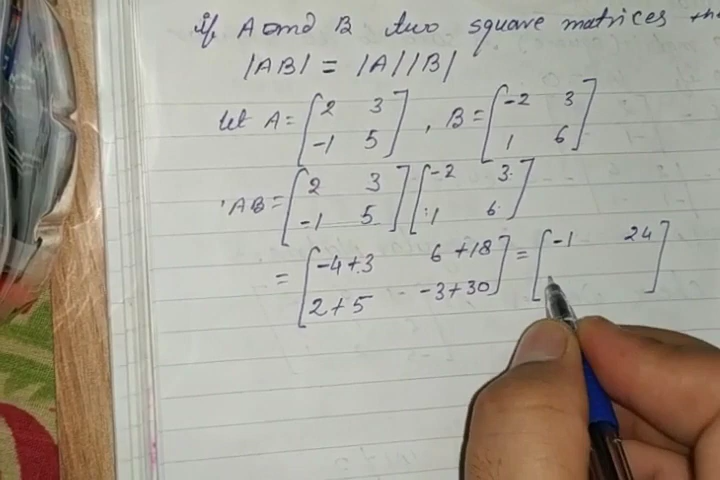 if A and B two square matrices
|AB| = |A||B|
let A = [2 3 -1 5], B = [-2 3 1 6]
AB = [2 3 -1 5] [-2 3 1 6]
= [-4+3 6+18 2+5 -3+30] = [-1 24]